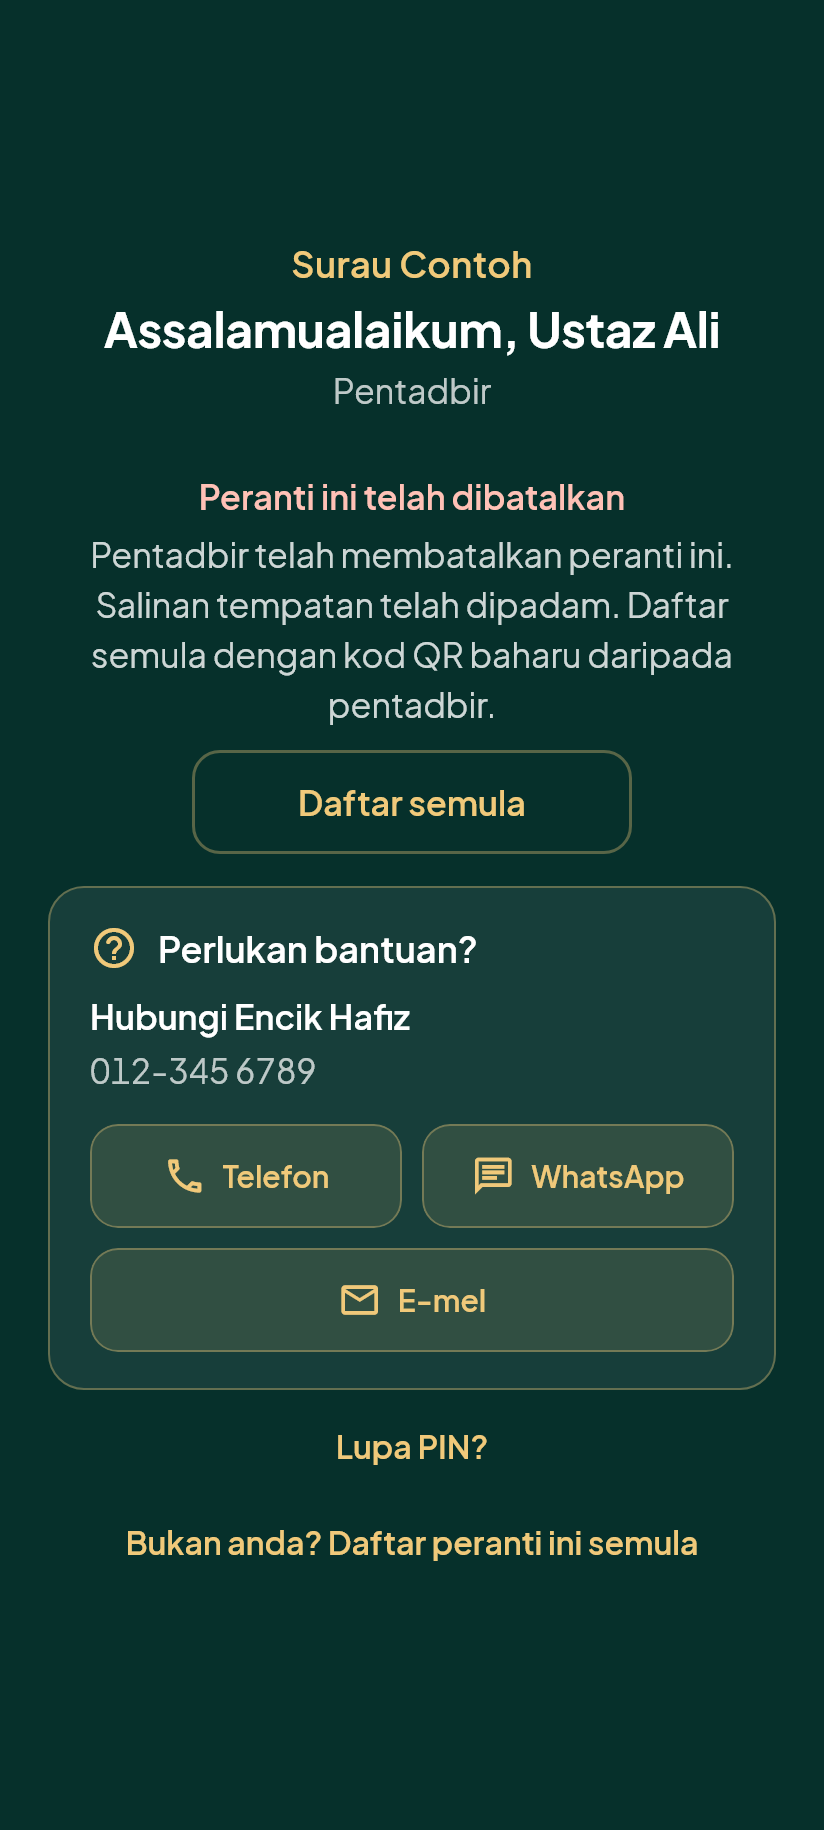 Surau Contoh
Assalamualaikum, Ustaz Ali
Pentadbir
Peranti ini telah dibatalkan
Pentadbir telah membatalkan peranti ini.
Salinan tempatan telah dipadam. Daftar
semula dengan kod QR baharu daripada
pentadbir.
Daftar semula
Perlukan bantuan?
Hubungi Encik Hafiz
012-345 6789
Telefon
WhatsApp
E-mel
Lupa PIN?
Bukan anda? Daftar peranti ini semula